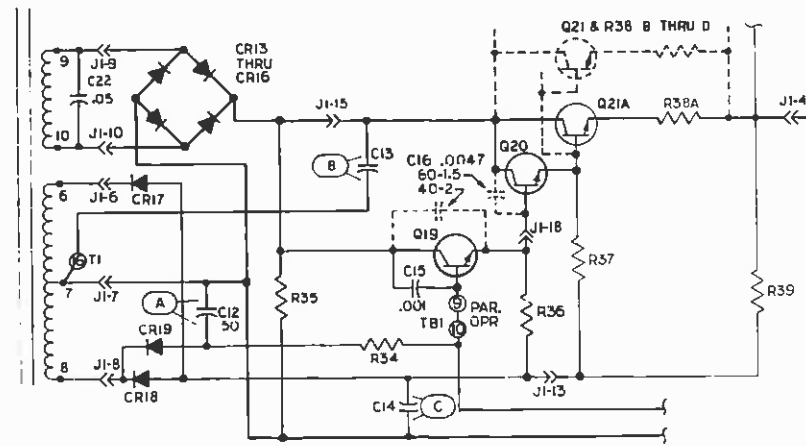 Q21 & R38 B THRU D
9
J1-9
CR13
THRU
CR16
C22
.05
J1-15
Q21A
R38A
J1-4
10
J1-10
B
C13
C16 .0047
60-1.5
40-2
Q20
6
J1-6
CR17
J1-18
Q19
T1
16
R37
7
J1-7
A
C15
.001
R35
C12
50
9
PAR.
OPR
R36
R39
TB1
10
CR19
R34
8
J1-8
CR18
J1-13
C14
C